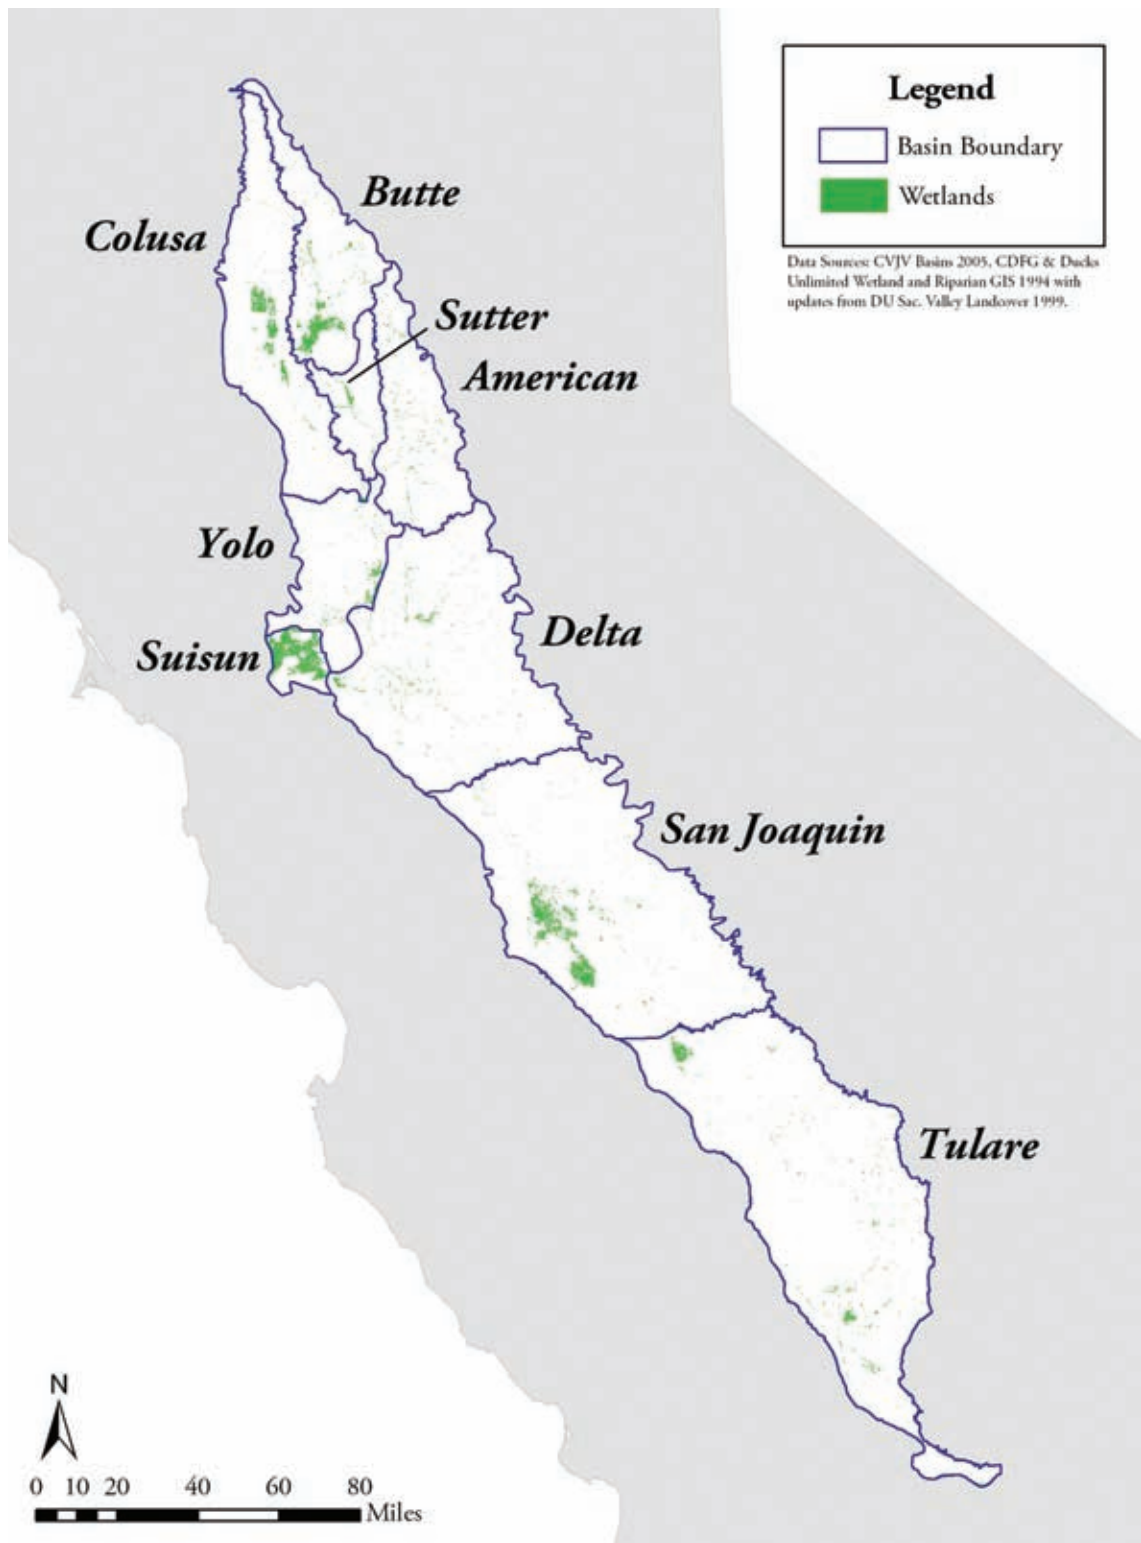 Legend
Basin Boundary
Wetlands
Data Sources: CVJV Basins 2005, CDFG & Ducks
Unlimited Wetland and Riparian GIS 1994 with
updates from DU Sac. Valley Landcover 1999.
Butte
Colusa
Sutter
American
Yolo
Delta
Suisun
San Joaquin
Tulare
N
0 10 20 40 60 80
Miles